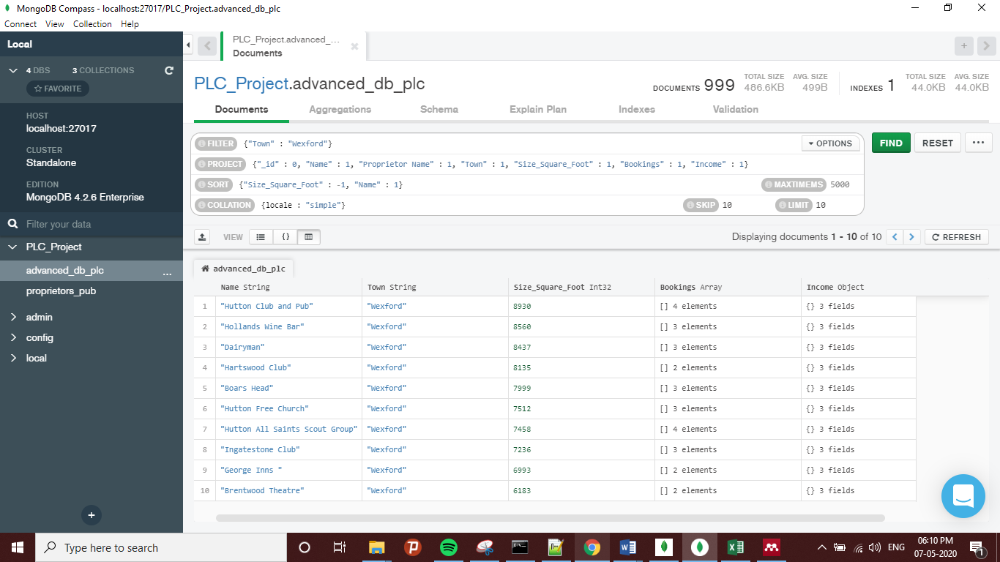 MongoDB Compass - localhost:27017/PLC_Project.advanced_db_plc
Connect View Collection Help
Local
4 DBS 3 COLLECTIONS
FAVORITE
HOST
localhost:27017
CLUSTER
Standalone
EDITION
MongoDB 4.2.6 Enterprise
Filter your data
PLC_Project
advanced_db_plc ...
proprietors_pub
admin
config
local
+
PLC_Project.advanced_...
Documents
PLC_Project.advanced_db_plc
DOCUMENTS 999 TOTAL SIZE 486.6KB AVG. SIZE 499B INDEXES 1 TOTAL SIZE 44.0KB AVG. SIZE 44.0KB
Documents Aggregations Schema Explain Plan Indexes Validation
FILTER {"Town" : "Wexford"} OPTIONS FIND RESET ...
PROJECT {"_id" : 0, "Name" : 1, "Proprietor Name" : 1, "Town" : 1, "Size_Square_Foot" : 1, "Bookings" : 1, "Income" : 1}
SORT {"Size_Square_Foot" : -1, "Name" : 1} MAXTIMEMS 5000
COLLATION {locale : "simple"} SKIP 10 LIMIT 10
VIEW {} Displaying documents 1 - 10 of 10 REFRESH
advanced_db_plc
Name String Town String Size_Square_Foot Int32 Bookings Array Income Object
1 "Hutton Club and Pub" "Wexford" 8930 [] 4 elements {} 3 fields
2 "Hollands Wine Bar" "Wexford" 8560 [] 3 elements {} 3 fields
3 "Dairyman" "Wexford" 8437 [] 3 elements {} 3 fields
4 "Hartswood Club" "Wexford" 8135 [] 2 elements {} 3 fields
5 "Boars Head" "Wexford" 7999 [] 3 elements {} 3 fields
6 "Hutton Free Church" "Wexford" 7512 [] 3 elements {} 3 fields
7 "Hutton All Saints Scout Group" "Wexford" 7458 [] 4 elements {} 3 fields
8 "Ingatestone Club" "Wexford" 7236 [] 3 elements {} 3 fields
9 "George Inns " "Wexford" 6993 [] 2 elements {} 3 fields
10 "Brentwood Theatre" "Wexford" 6183 [] 2 elements {} 3 fields
Type here to search
ENG
06:10 PM
07-05-2020
1